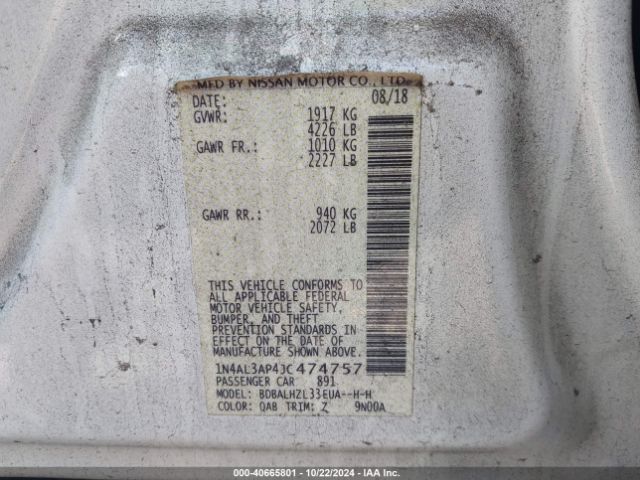 MFD BY NISSAN MOTOR CO., LTD.
DATE: 08/18
GVWR: 1917 KG
4226 LB
GAWR FR.: 1010 KG
2227 LB
GAWR RR.: 940 KG
2072 LB
THIS VEHICLE CONFORMS TO
ALL APPLICABLE FEDERAL
MOTOR VEHICLE SAFETY,
BUMPER, AND THEFT
PREVENTION STANDARDS IN
EFFECT ON THE DATE OF
MANUFACTURE SHOWN ABOVE.
1N4AL3AP4JC474757
PASSENGER CAR 891
MODEL: BDBALHZL33EUA--H-H
COLOR: QAB TRIM: Z 9N00A
000-40665801 - 10/22/2024 - IAA Inc.